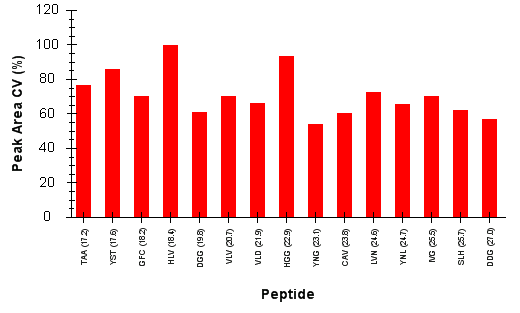 120
100
80
60
40
20
0
Peak Area CV (%)
TAA (17.2)
YST (17.6)
GFC (18.2)
HLV (18.4)
DGG (19.8)
VLV (20.7)
VLD (21.9)
HGG (22.9)
YNG (23.1)
CAV (23.8)
LVN (24.6)
YNL (24.7)
IVG (25.5)
SLH (25.7)
DDG (27.0)
Peptide